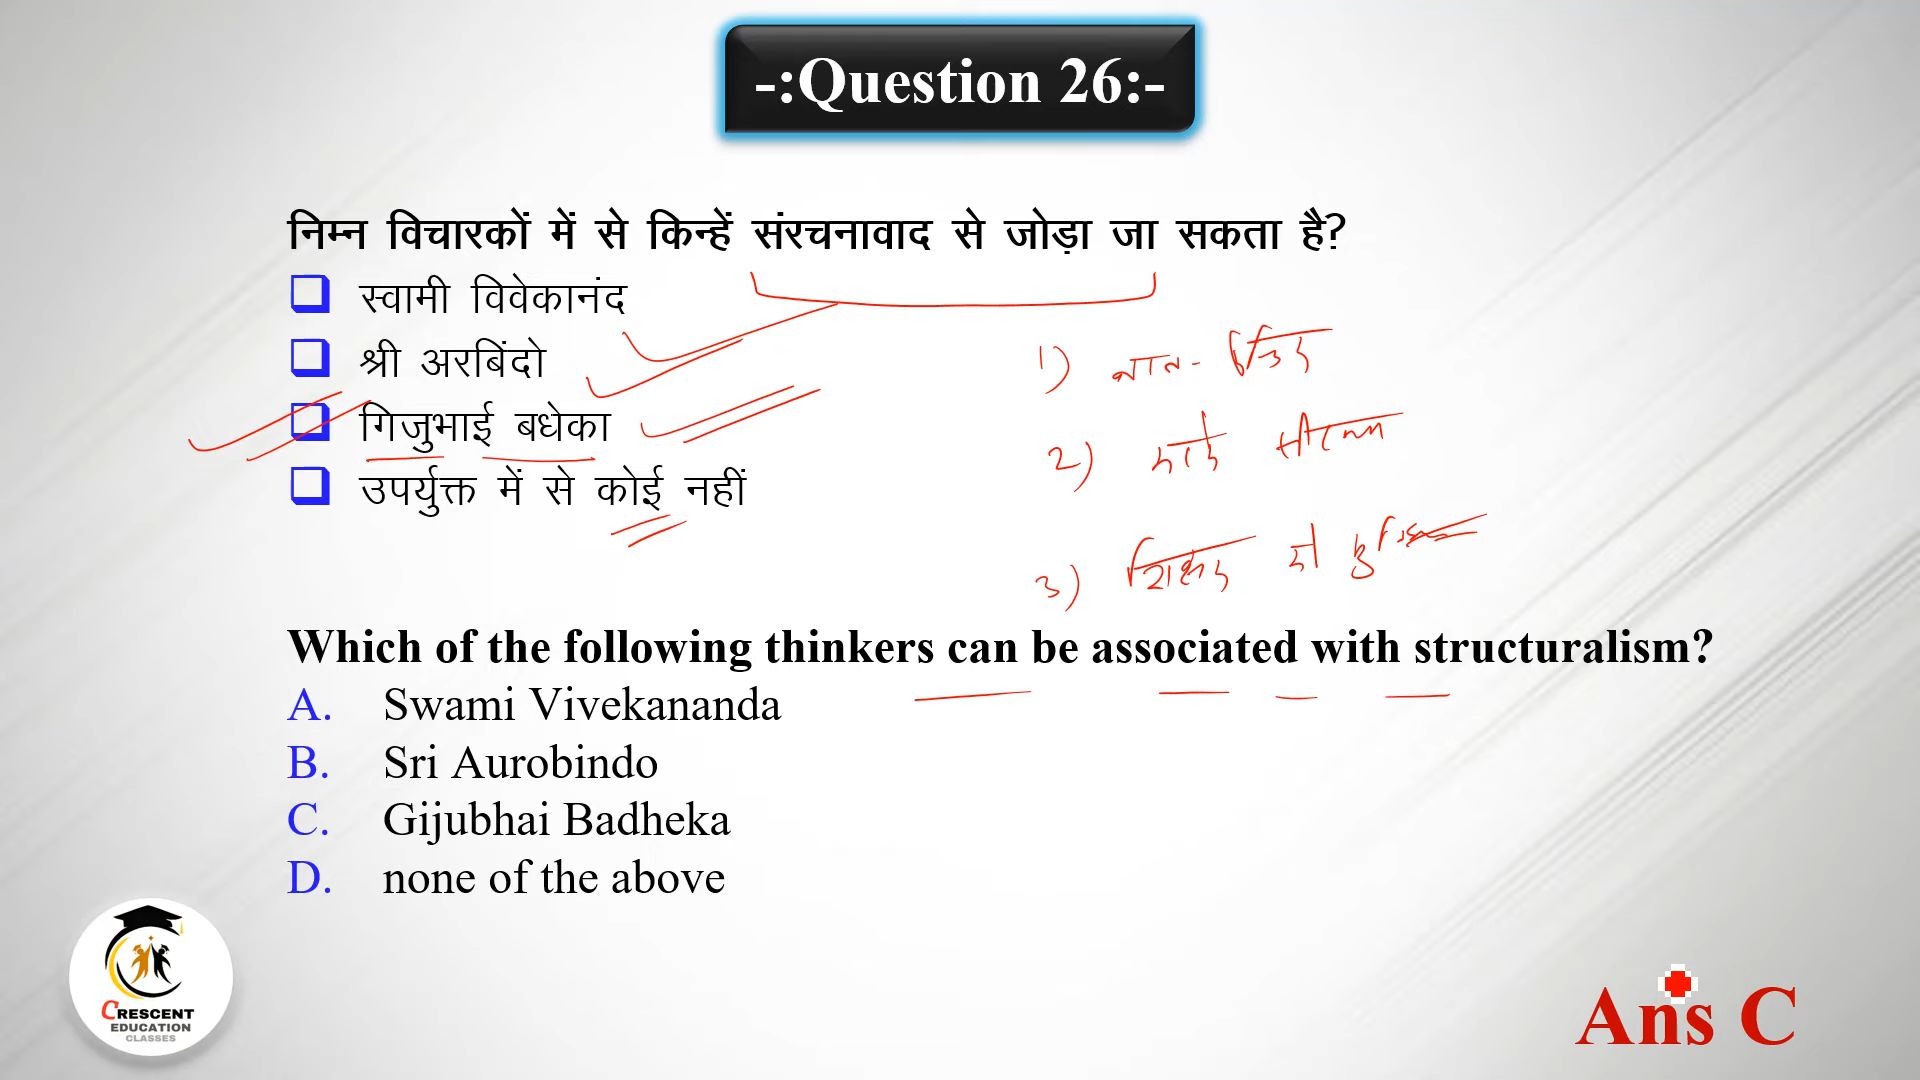 -:Question 26:-
निम्न विचारकों में से किन्हें संरचनावाद से जोड़ा जा सकता है?
स्वामी विवेकानंद
श्री अरबिंदो
गिजुभाई बधेका
उपर्युक्त में से कोई नहीं
1)
2)
3)
Which of the following thinkers can be associated with structuralism?
A. Swami Vivekananda
B. Sri Aurobindo
C. Gijubhai Badheka
D. none of the above
CRESCENT
EDUCATION
CLASSES
Ans C